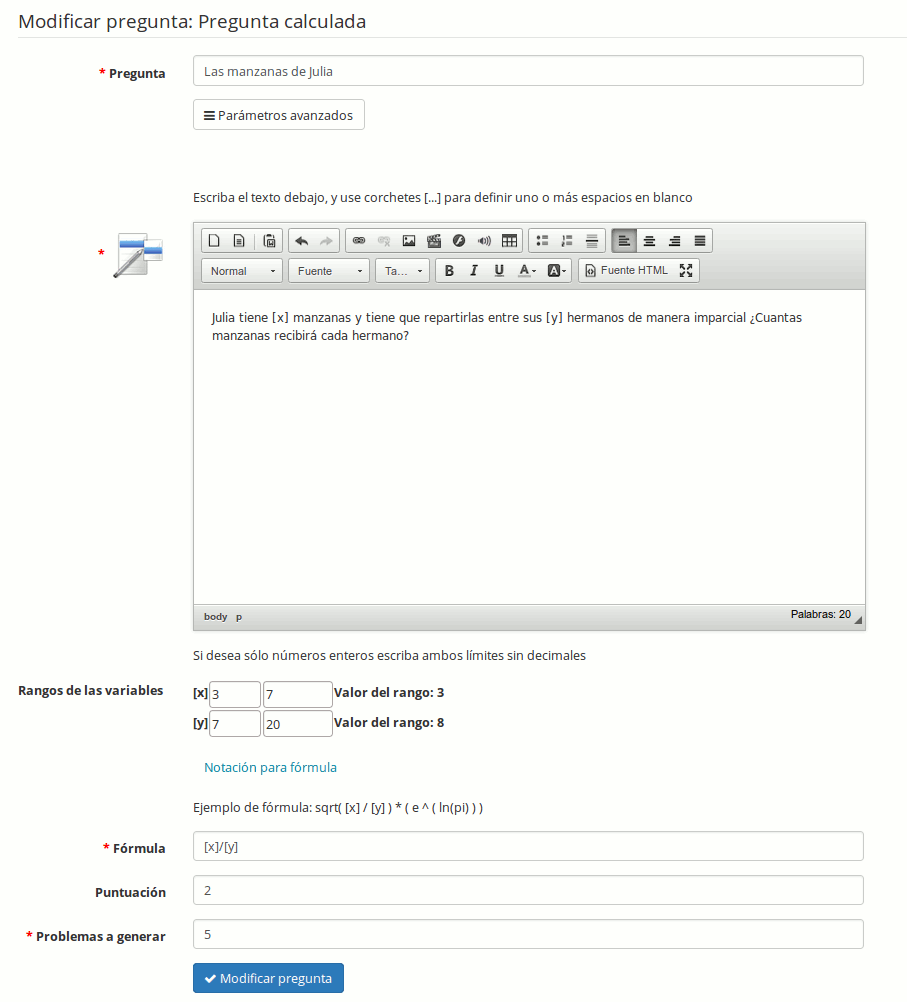 Modificar pregunta: Pregunta calculada
* Pregunta
Las manzanas de Julia
Parámetros avanzados
Escriba el texto debajo, y use corchetes [...] para definir uno o más espacios en blanco
*
Normal
Fuente
Ta...
B I U A A
Fuente HTML
Julia tiene [x] manzanas y tiene que repartirlas entre sus [y] hermanos de manera imparcial ¿Cuantas
manzanas recibirá cada hermano?
body p
Palabras: 20
Si desea sólo números enteros escriba ambos límites sin decimales
Rangos de las variables
[x] 3 7 Valor del rango: 3
[y] 7 20 Valor del rango: 8
Notación para fórmula
Ejemplo de fórmula: sqrt( [x] / [y] ) * ( e ^ ( ln(pi) ) )
* Fórmula
[x]/[y]
Puntuación
2
* Problemas a generar
5
Modificar pregunta